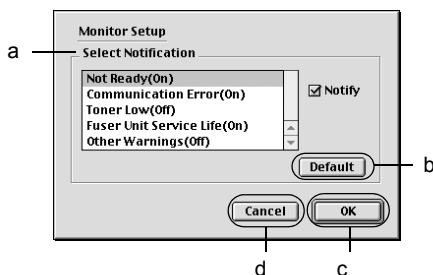 Monitor Setup
a
Select Notification
Not Ready(On)
Communication Error(On)
Toner Low(Off)
Fuser Unit Service Life(On)
Other Warnings(Off)
Notify
Default
b
Cancel
OK
d
c